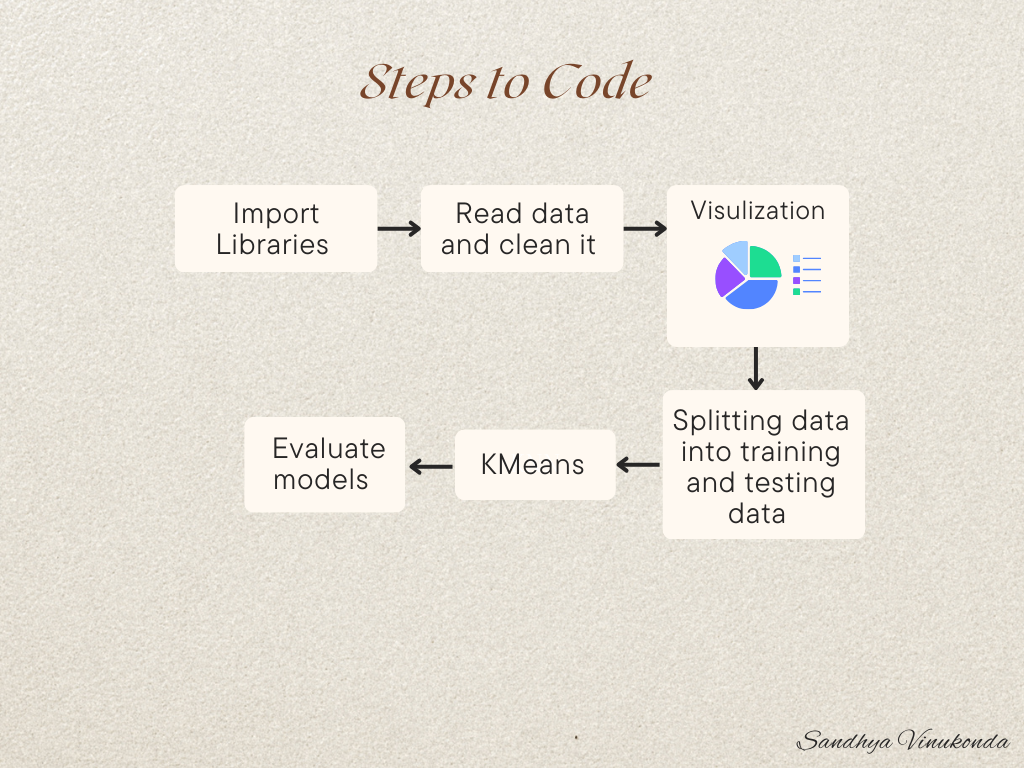 Steps to Code
Import
Libraries
Read data
and clean it
Visulization
Splitting data
into training
and testing
data
KMeans
Evaluate
models
Sandhya Vinukonda